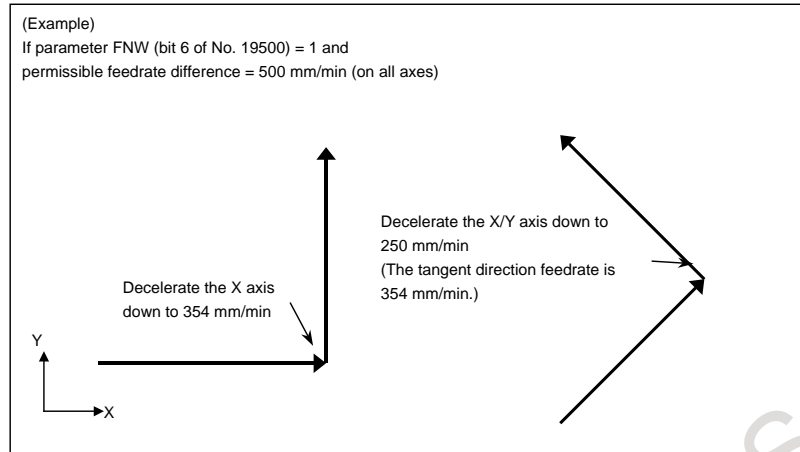 (Example)
If parameter FNW (bit 6 of No. 19500) = 1 and
permissible feedrate difference = 500 mm/min (on all axes)
Decelerate the X axis
down to 354 mm/min
Decelerate the X/Y axis down to
250 mm/min
(The tangent direction feedrate is
354 mm/min.)
Y
X